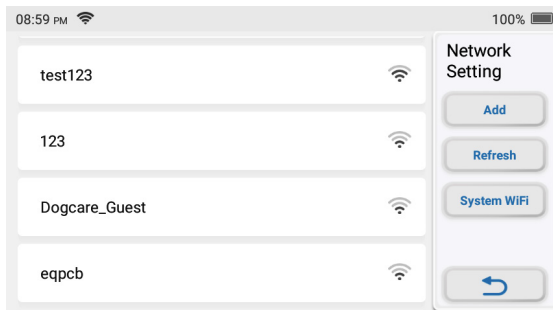 08:59 PM
100%
test123
123
Dogcare_Guest
eqpcb
Network
Setting
Add
Refresh
System WiFi